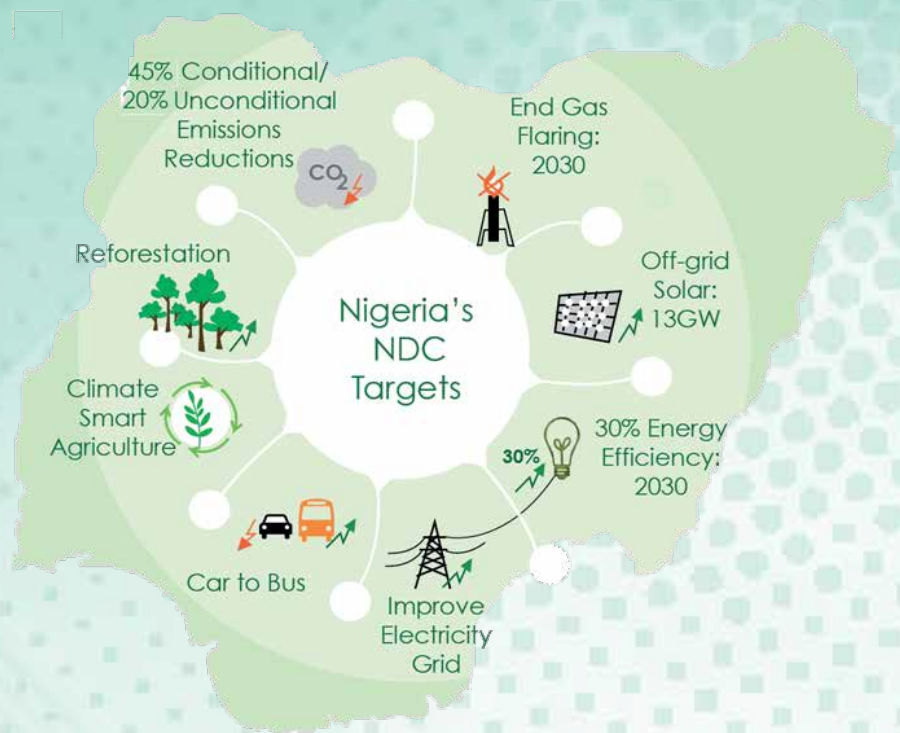 45% Conditional/
20% Unconditional
Emissions
Reductions
CO2
End Gas
Flaring:
2030
Reforestation
Off-grid
Solar:
13GW
Nigeria's
NDC
Targets
Climate
Smart
Agriculture
30%
30% Energy
Efficiency:
2030
Car to Bus
Improve
Electricity
Grid